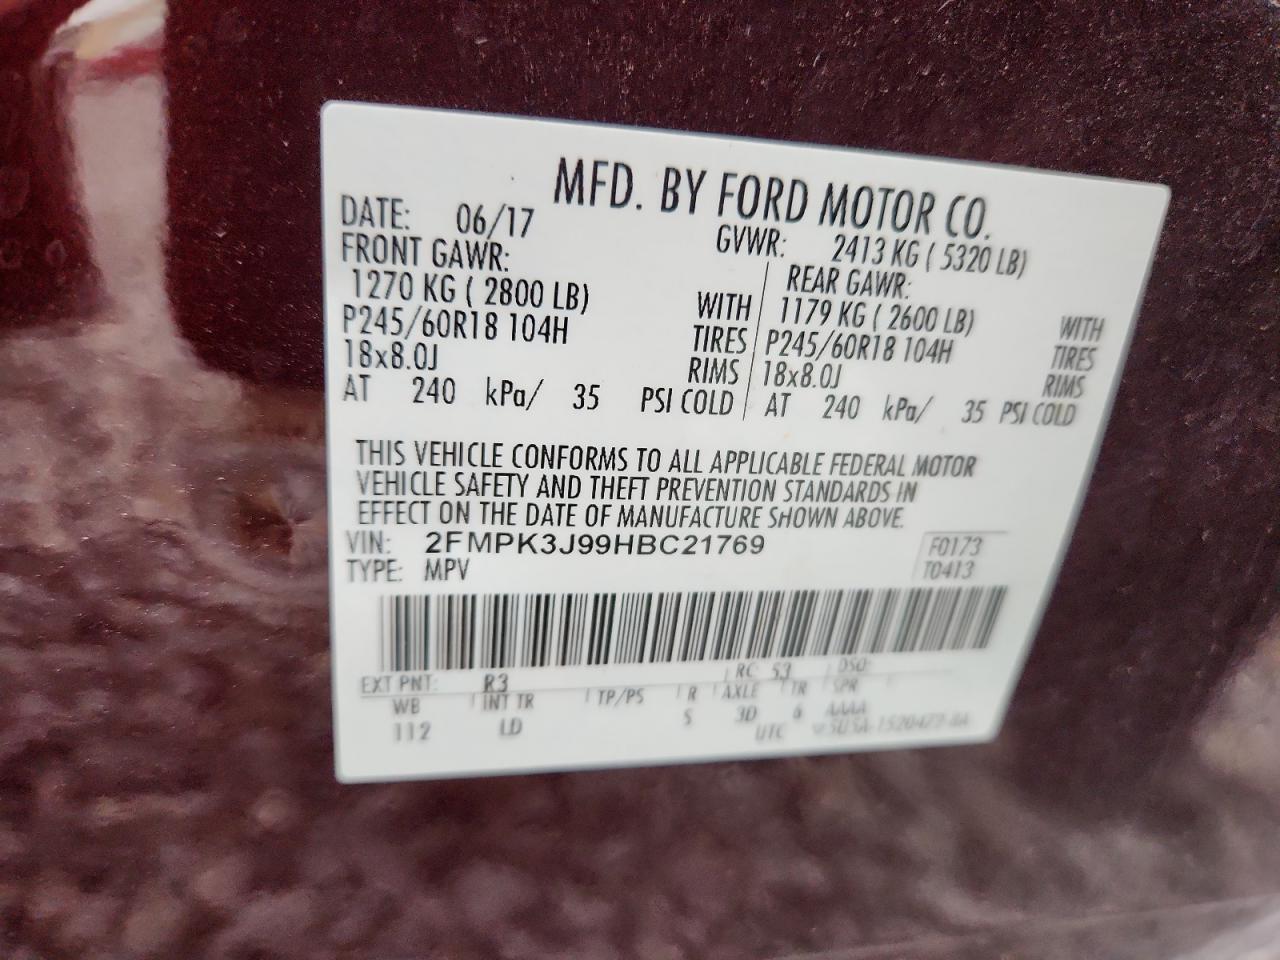 MFD. BY FORD MOTOR CO.
DATE: 06/17 GVWR: 2413 KG ( 5320 LB)
FRONT GAWR: REAR GAWR:
1270 KG ( 2800 LB) WITH 1179 KG ( 2600 LB) WITH
P245/60R18 104H TIRES P245/60R18 104H TIRES
18x8.0J RIMS 18x8.0J RIMS
AT 240 kPa/ 35 PSI COLD AT 240 kPa/ 35 PSI COLD
THIS VEHICLE CONFORMS TO ALL APPLICABLE FEDERAL MOTOR
VEHICLE SAFETY AND THEFT PREVENTION STANDARDS IN
EFFECT ON THE DATE OF MANUFACTURE SHOWN ABOVE.
VIN: 2FMPK3J99HBC21769 F0173
TYPE: MPV T0413
EXT PNT: R3 RC: 53 DSO:
WB INT TR TP/PS R AXLE TR SPR
112 LD S 3D 6 AAAA
UTC